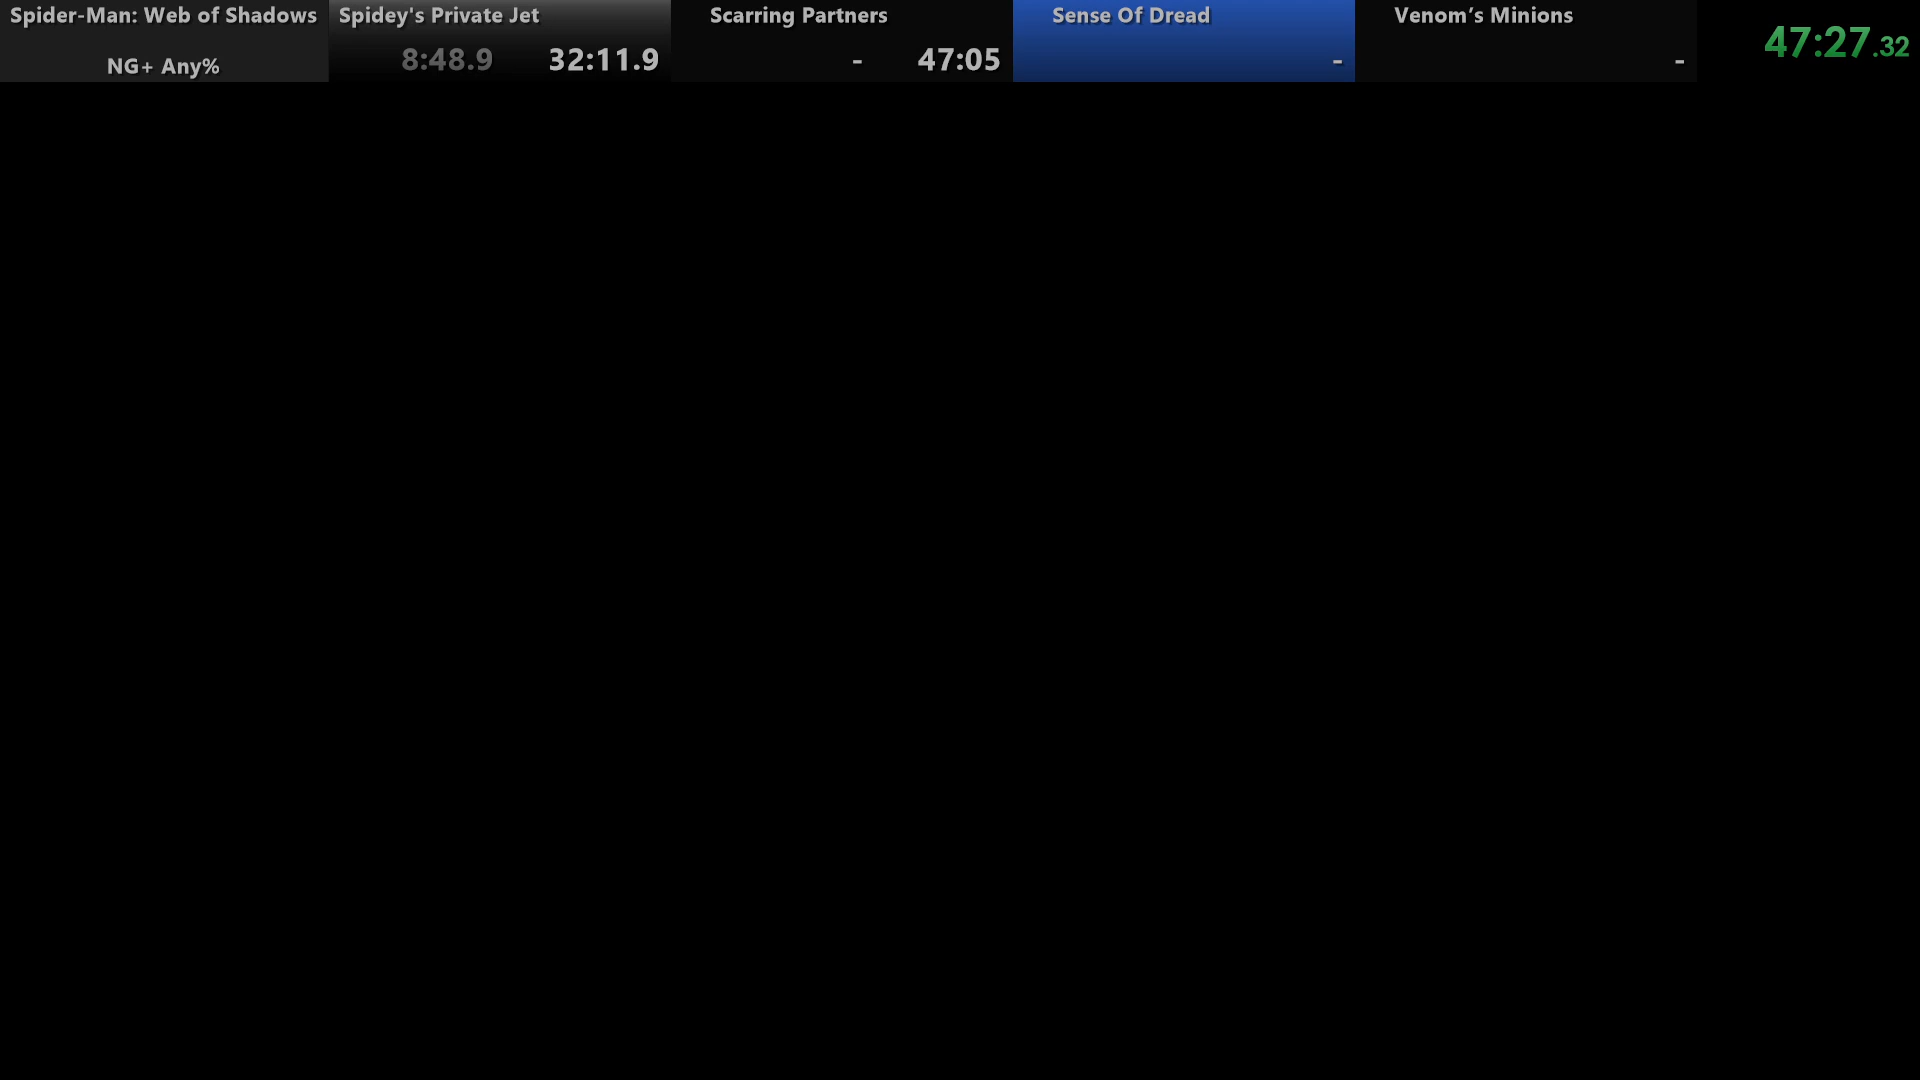 Spider-Man: Web of Shadows
NG+ Any%
Spidey's Private Jet
8:48.9 32:11.9
Scarring Partners
- 47:05
Sense Of Dread
-
Venom’s Minions
-
47:27.32